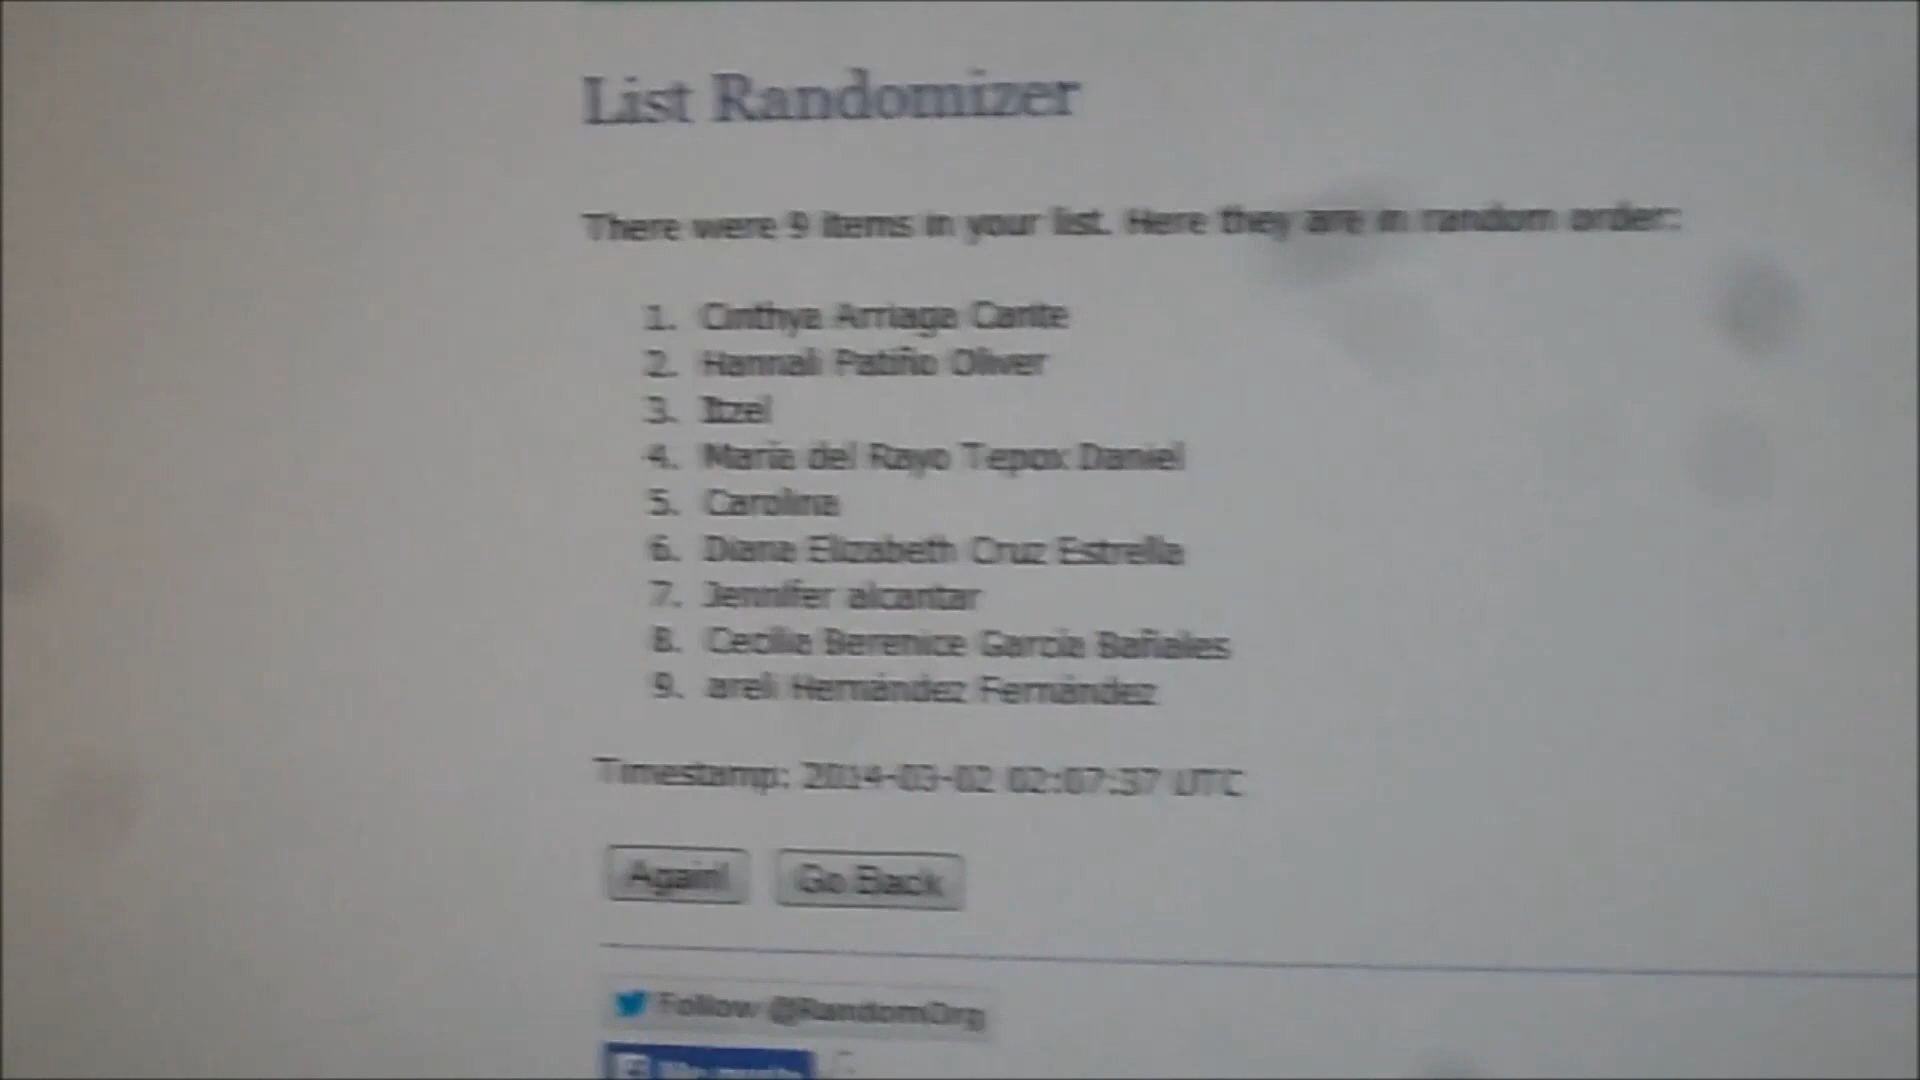 List Randomizer
There were 9 items in your list. Here they are in random order:
1. Cinthya Arriaga Cante
2. Hannali Patiño Oliver
3. Itzel
4. María del Rayo Tepox Daniel
5. Carolina
6. Diana Elizabeth Cruz Estrella
7. Jennifer alcantar
8. Cecilia Berenice García Bañales
9. areli Hernández Fernández
Timestamp: 2014-03-02 02:07:37 UTC
Again!
Go Back
Follow @RandomOrg